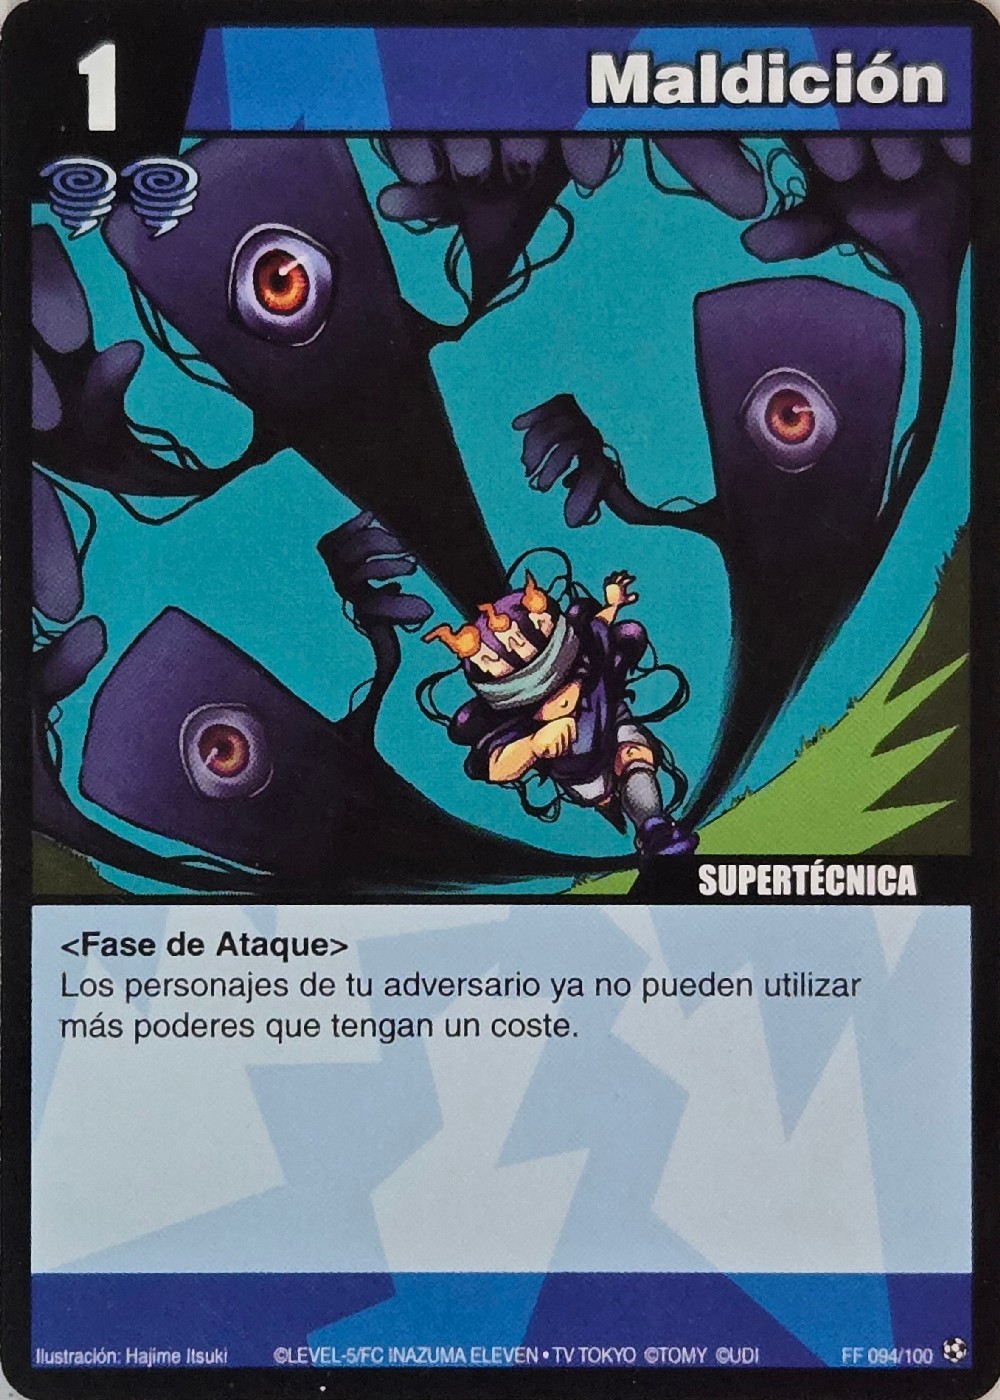 1
Maldición
SUPERTÉCNICA
<Fase de Ataque>
Los personajes de tu adversario ya no pueden utilizar
más poderes que tengan un coste.
Ilustración: Hajime Itsuki ©LEVEL-5/FC INAZUMA ELEVEN • TV TOKYO ©TOMY ©UDI FF 094/100